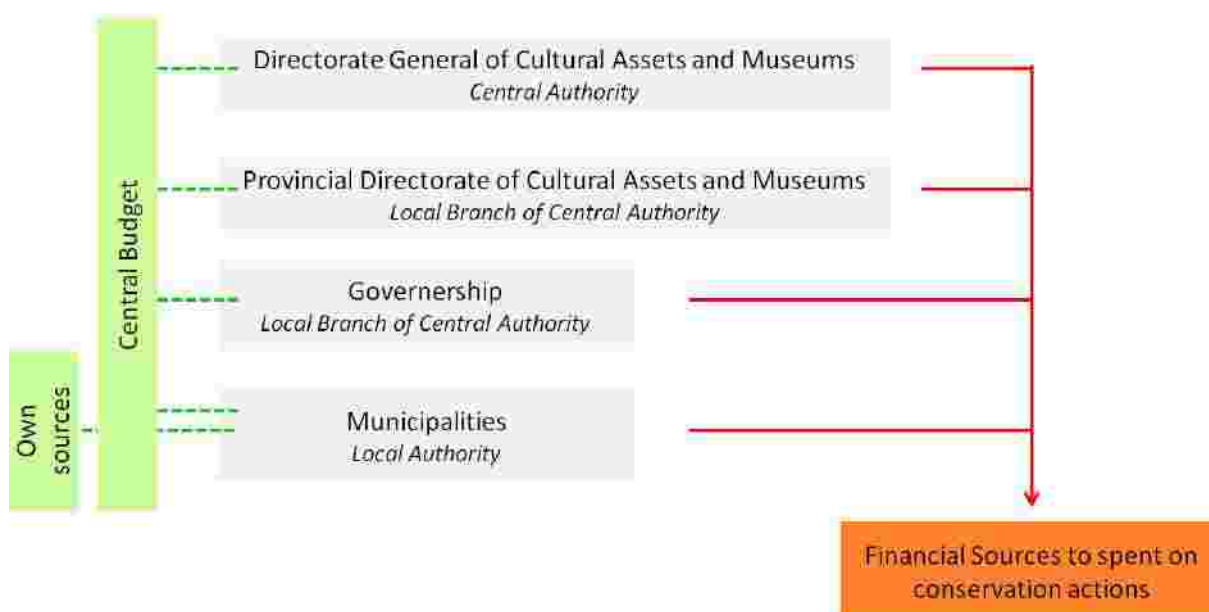 Directorate General of Cultural Assets and Museums
Central Authority
Provincial Directorate of Cultural Assets and Museums
Local Branch of Central Authority
Central Budget
Governership
Local Branch of Central Authority
Own
sources
Municipalities
Local Authority
Financial Sources to spent on
conservation actions